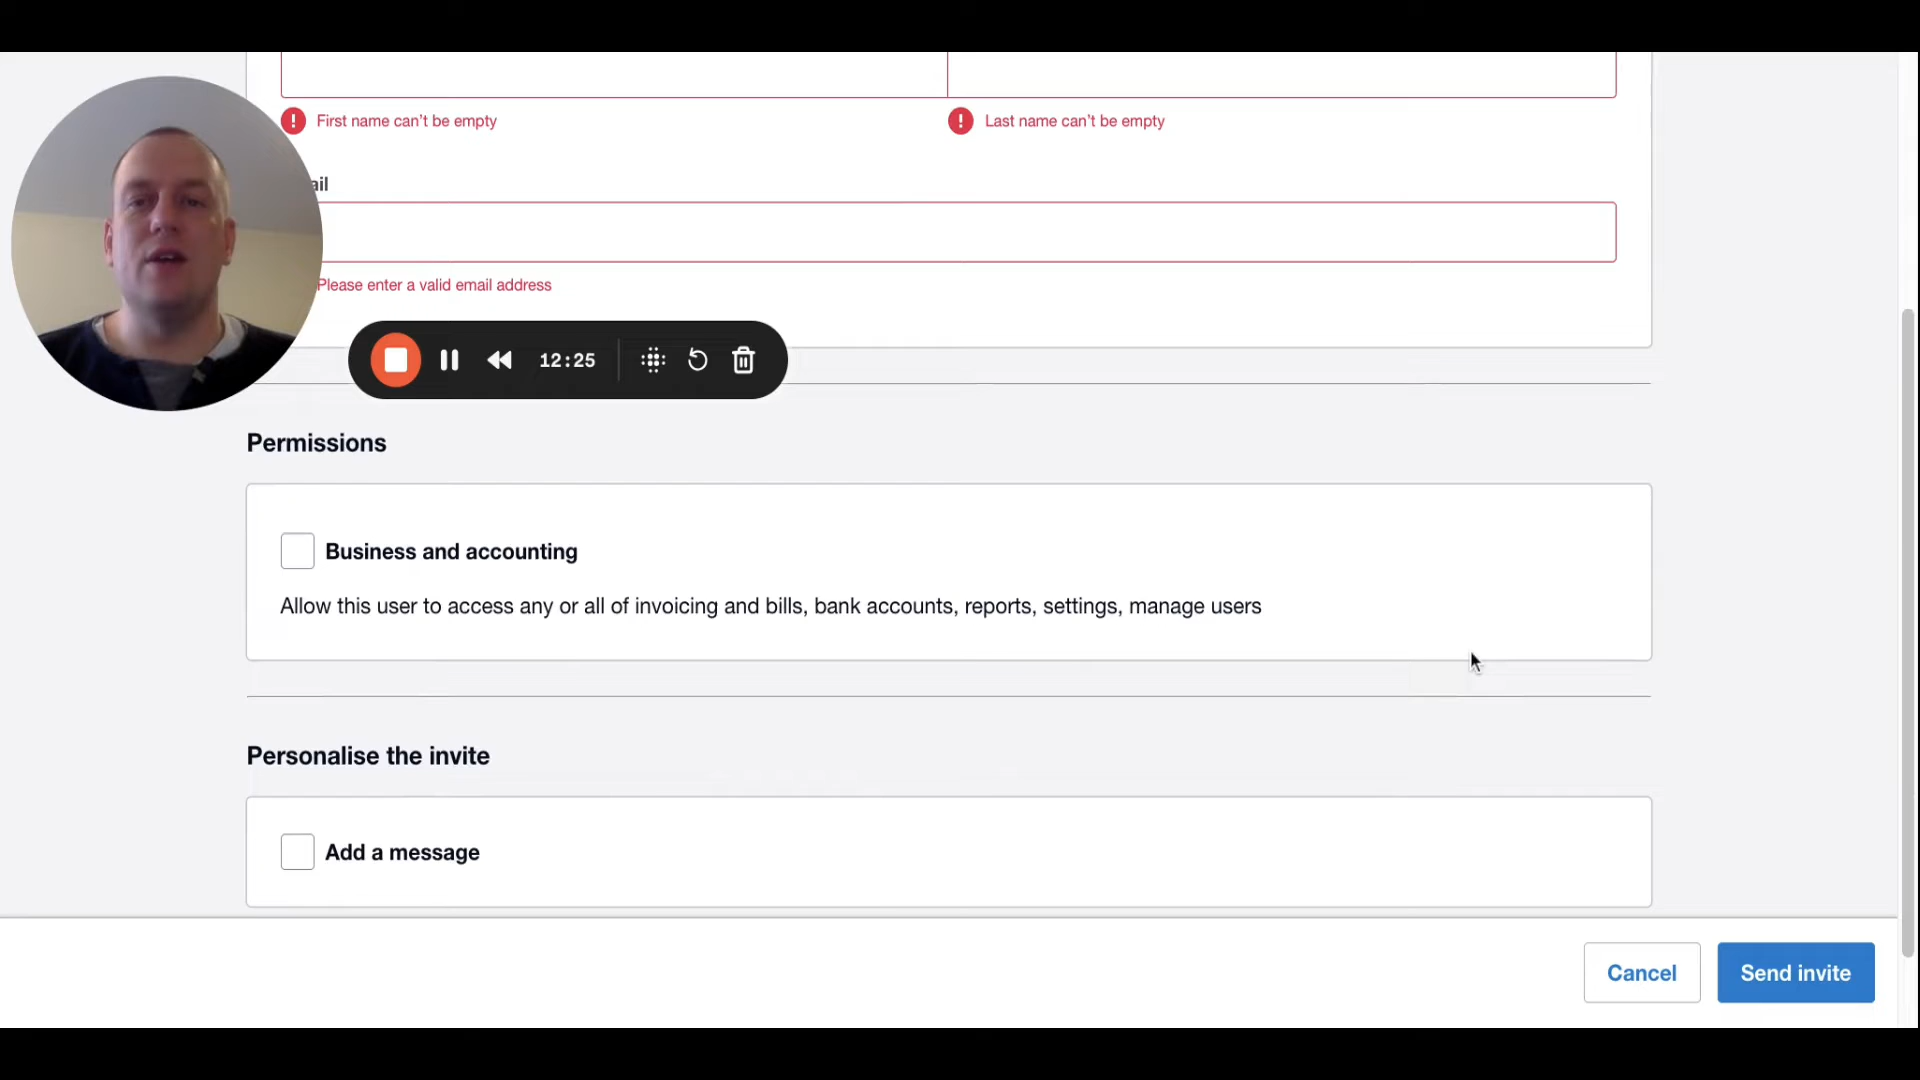 First name can't be empty
Last name can't be empty
ail
Please enter a valid email address
12:25
Permissions
Business and accounting
Allow this user to access any or all of invoicing and bills, bank accounts, reports, settings, manage users
Personalise the invite
Add a message
Cancel
Send invite